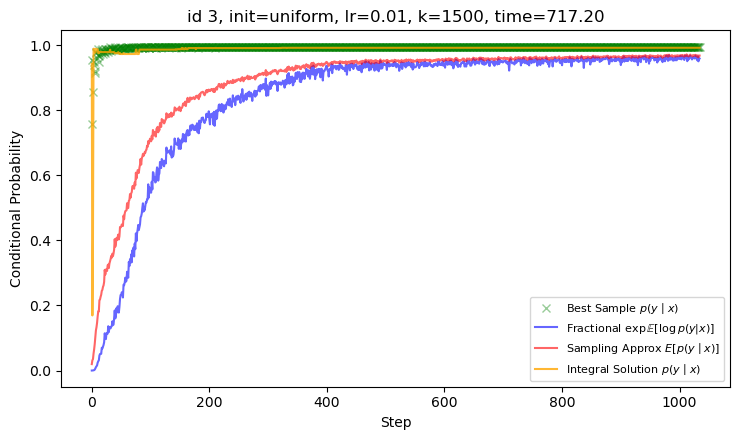 id 3, init=uniform, lr=0.01, k=1500, time=717.20
1.0
0.8
0.6
0.4
0.2
0.0
Conditional Probability
Best Sample p(y | x)
Fractional exp𝔼[log p(y|x)]
Sampling Approx E[p(y | x)]
Integral Solution p(y | x)
0 200 400 600 800 1000
Step